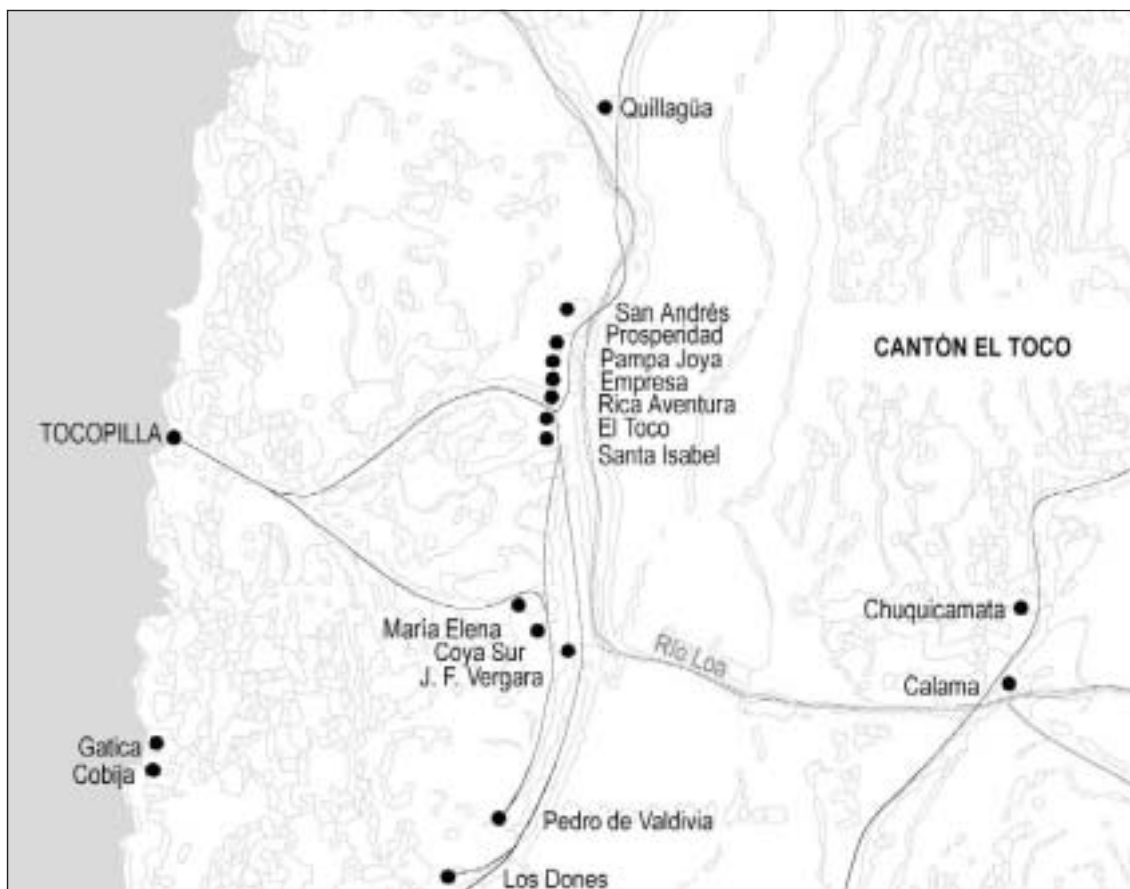 Quillagüa
San Andrés
Prospendad
Pampa Joya
CANTÓN EL TOCO
Empresa
Rica Aventura
TOCOPILLA
El Toco
Santa Isabel
Chuquicamata
María Elena
Coya Sur
Río Loa
J. F. Vergara
Calama
Gatica
Cobija
Pedro de Valdivia
Los Dones